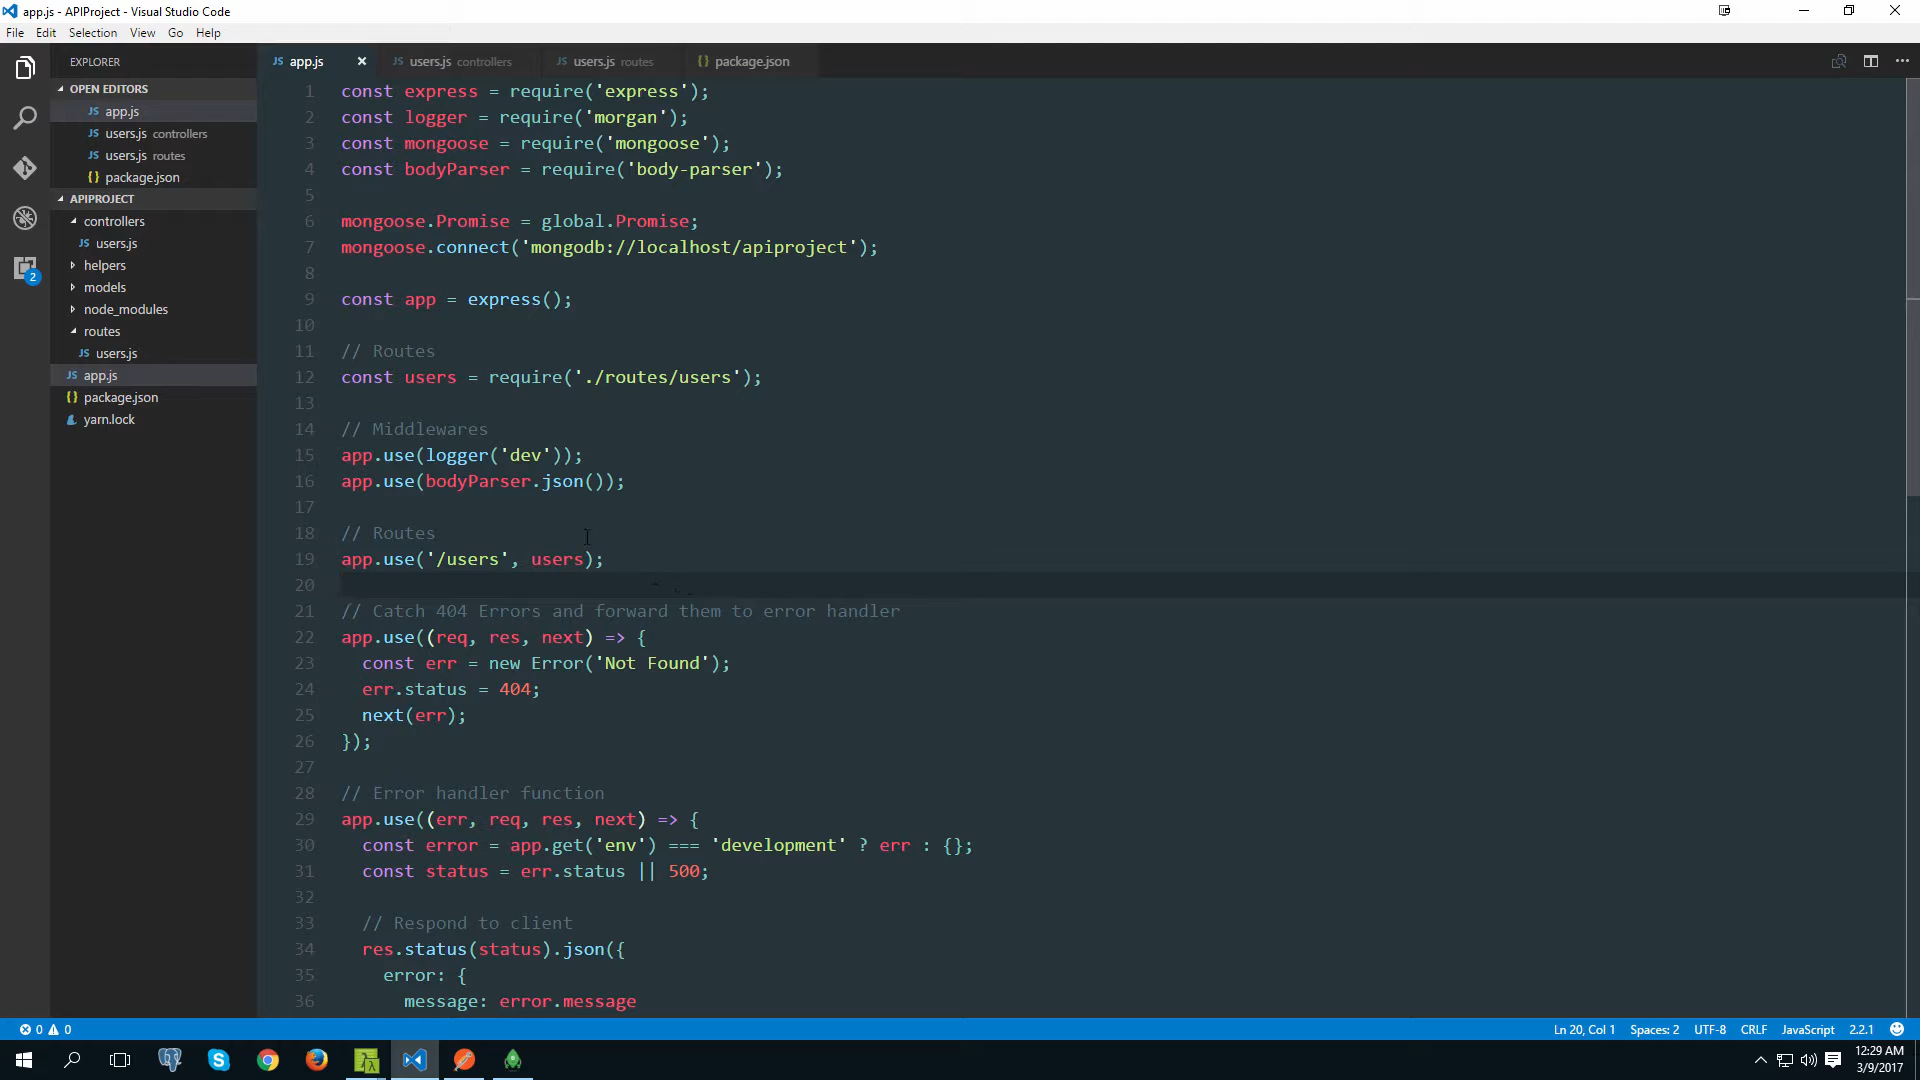 app.js - APIProject - Visual Studio Code
File Edit Selection View Go Help
EXPLORER
OPEN EDITORS
JS app.js
JS users.js controllers
JS users.js routes
{} package.json
APIPROJECT
controllers
JS users.js
helpers
models
node_modules
routes
JS users.js
JS app.js
{} package.json
yarn.lock
2
JS app.js JS users.js controllers JS users.js routes {} package.json
1 const express = require('express');
2 const logger = require('morgan');
3 const mongoose = require('mongoose');
4 const bodyParser = require('body-parser');
5
6 mongoose.Promise = global.Promise;
7 mongoose.connect('mongodb://localhost/apiproject');
8
9 const app = express();
10
11 // Routes
12 const users = require('./routes/users');
13
14 // Middlewares
15 app.use(logger('dev'));
16 app.use(bodyParser.json());
17
18 // Routes
19 app.use('/users', users);
20
21 // Catch 404 Errors and forward them to error handler
22 app.use((req, res, next) => {
23   const err = new Error('Not Found');
24   err.status = 404;
25   next(err);
26 });
27
28 // Error handler function
29 app.use((err, req, res, next) => {
30   const error = app.get('env') === 'development' ? err : {};
31   const status = err.status || 500;
32
33   // Respond to client
34   res.status(status).json({
35     error: {
36       message: error.message
0 0
Ln 20, Col 1 Spaces: 2 UTF-8 CRLF JavaScript 2.2.1
12:29 AM
3/9/2017